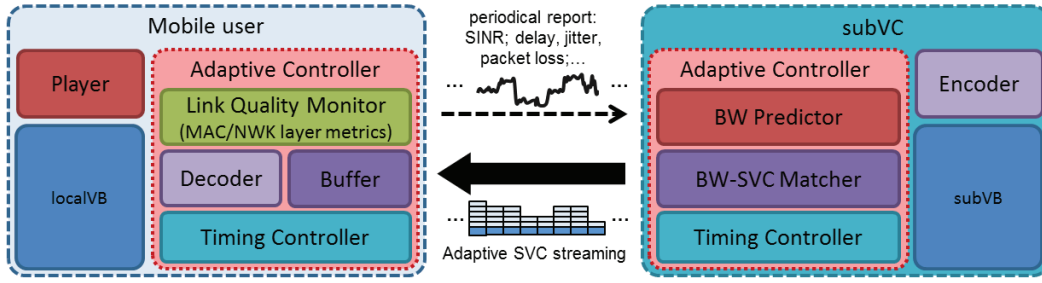 Mobile user
Player
localVB
Adaptive Controller
Link Quality Monitor
(MAC/NWK layer metrics)
Decoder
Buffer
Timing Controller
periodical report:
SINR; delay, jitter,
packet loss;...
... ...
... ...
Adaptive SVC streaming
subVC
Adaptive Controller
BW Predictor
BW-SVC Matcher
Timing Controller
Encoder
subVB